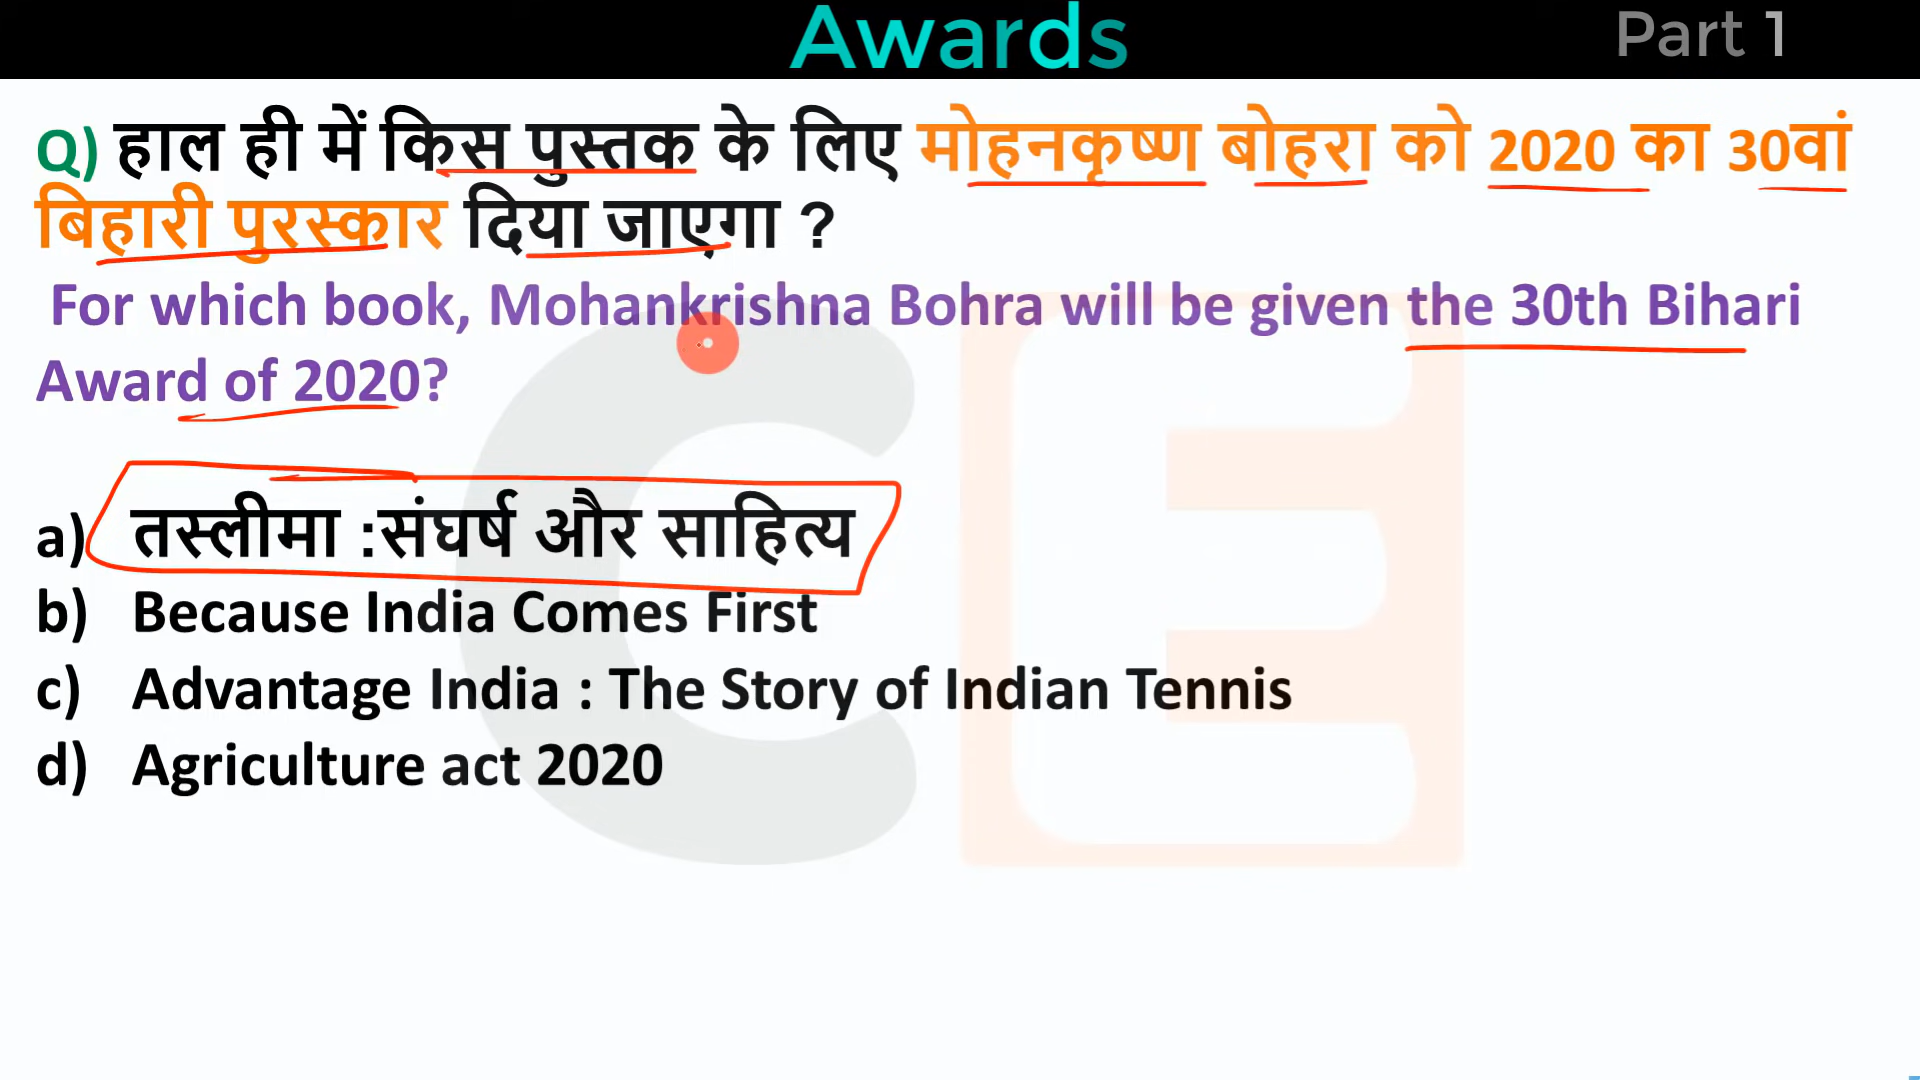 Awards
Part 1
Q) हाल ही में किस पुस्तक के लिए मोहनकृष्ण बोहरा को 2020 का 30वां
बिहारी पुरस्कार दिया जाएगा ?
For which book, Mohankrishna Bohra will be given the 30th Bihari
Award of 2020?
a) तस्लीमा :संघर्ष और साहित्य
b) Because India Comes First
c) Advantage India : The Story of Indian Tennis
d) Agriculture act 2020
CE